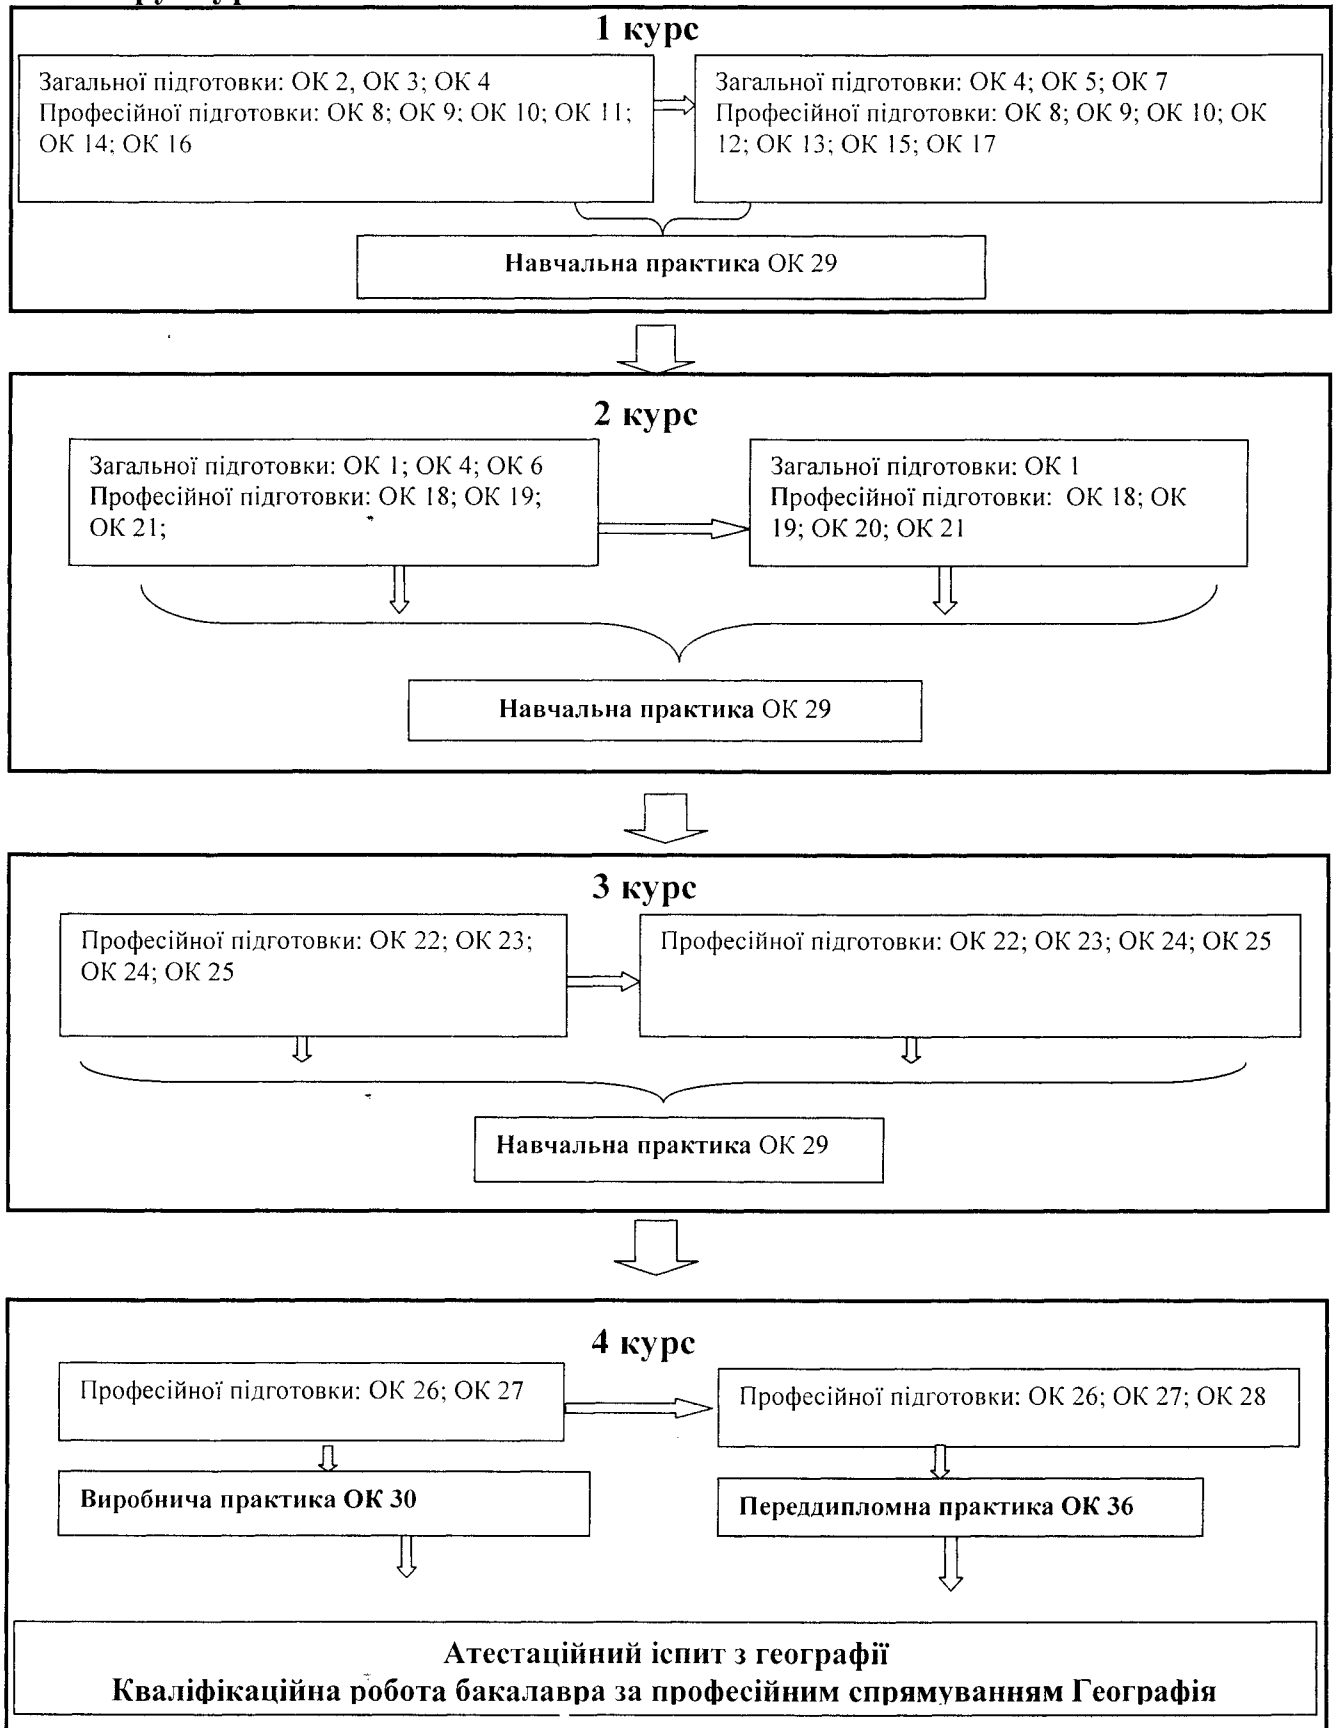 1 курс
Загальної підготовки: ОК 2, ОК 3; ОК 4
Професійної підготовки: ОК 8; ОК 9; ОК 10; ОК 11;
ОК 14; ОК 16
Загальної підготовки: ОК 4; ОК 5; ОК 7
Професійної підготовки: ОК 8; ОК 9; ОК 10; ОК
12; ОК 13; ОК 15; ОК 17
Навчальна практика ОК 29
2 курс
Загальної підготовки: ОК 1; ОК 4; ОК 6
Професійної підготовки: ОК 18; ОК 19;
ОК 21;
Загальної підготовки: ОК 1
Професійної підготовки: ОК 18; ОК
19; ОК 20; ОК 21
Навчальна практика ОК 29
3 курс
Професійної підготовки: ОК 22; ОК 23;
ОК 24; ОК 25
Професійної підготовки: ОК 22; ОК 23; ОК 24; ОК 25
Навчальна практика ОК 29
4 курс
Професійної підготовки: ОК 26; ОК 27
Професійної підготовки: ОК 26; ОК 27; ОК 28
Виробнича практика ОК 30
Переддипломна практика ОК 36
Атестаційний іспит з географії
Кваліфікаційна робота бакалавра за професійним спрямуванням Географія